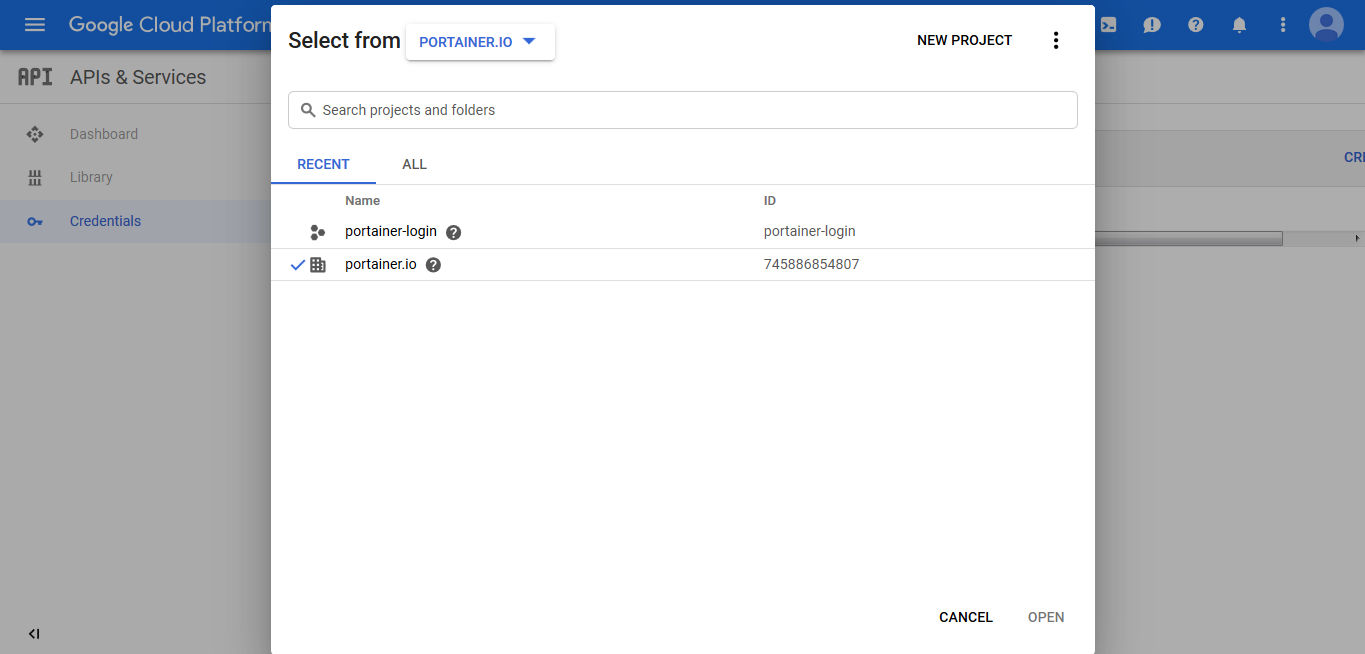 Google Cloud Platform
API APIs & Services
Dashboard
Library
Credentials
Select from PORTAINER.IO
NEW PROJECT
Search projects and folders
RECENT ALL
Name ID
portainer-login portainer-login
portainer.io 745886854807
CANCEL OPEN